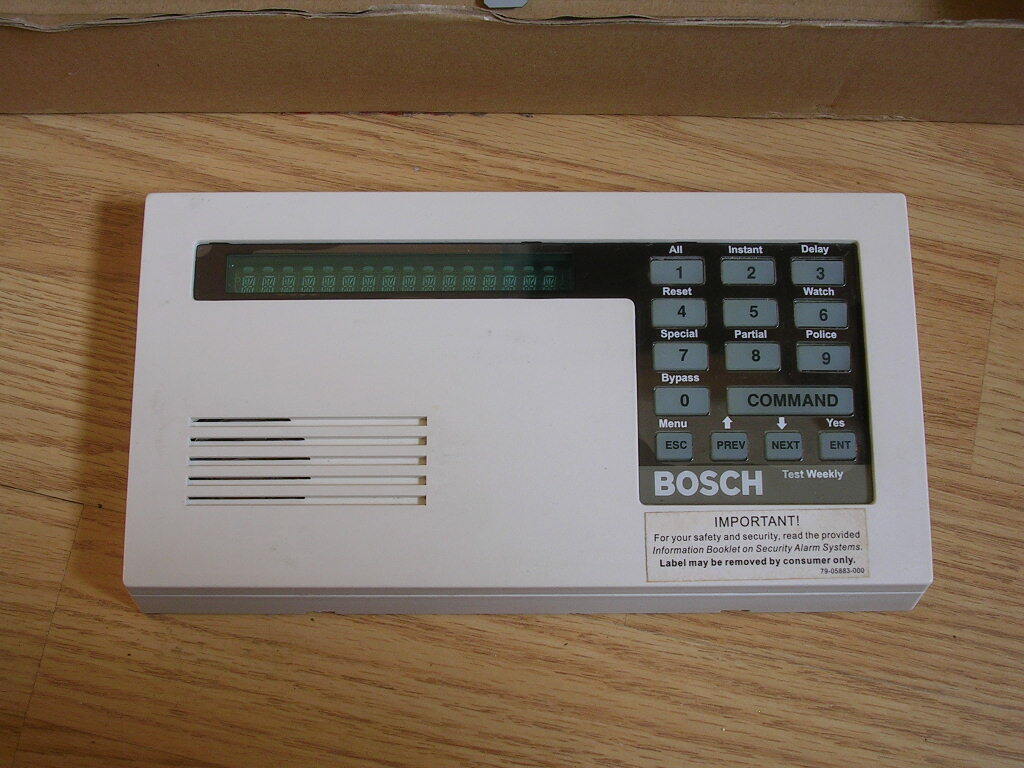 All Instant Delay
1 2 3
Reset Watch
4 5 6
Special Partial Police
7 8 9
Bypass
0 COMMAND
Menu Yes
ESC PREV NEXT ENT
BOSCH Test Weekly
IMPORTANT!
For your safety and security, read the provided
Information Booklet on Security Alarm Systems.
Label may be removed by consumer only.
79-05883-000